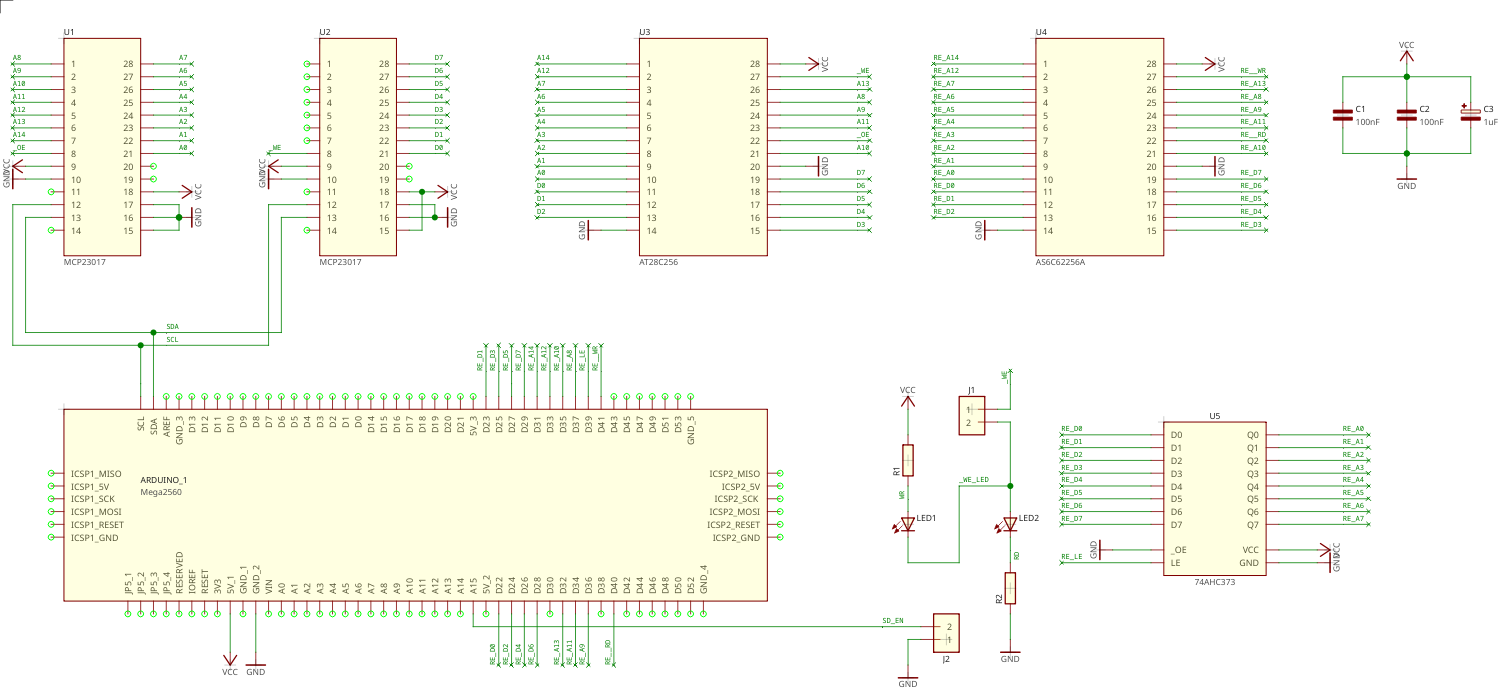 U1
A8 1 28 A7
A9 2 27 A6
A10 3 26 A5
A11 4 25 A4
A12 5 24 A3
A13 6 23 A2
A14 7 22 A1
_OE 8 21 A0
VCC 9 20
GND 10 19
11 18 VCC
12 17
13 16 GND
14 15
MCP23017
U2
1 28 D7
2 27 D6
3 26 D5
4 25 D4
5 24 D3
6 23 D2
7 22 D1
_WE 8 21 D0
VCC 9 20
GND 10 19
11 18 VCC
12 17
13 16 GND
14 15
MCP23017
U3
A14 1 28 VCC
A12 2 27 _WE
A7 3 26 A13
A6 4 25 A8
A5 5 24 A9
A4 6 23 A11
A3 7 22 _OE
A2 8 21 A10
A1 9 20 GND
A0 10 19 D7
D0 11 18 D6
D1 12 17 D5
D2 13 16 D4
GND 14 15 D3
AT28C256
U4
RE_A14 1 28 VCC
RE_A12 2 27 RE__WR
RE_A7 3 26 RE_A13
RE_A6 4 25 RE_A8
RE_A5 5 24 RE_A9
RE_A4 6 23 RE_A11
RE_A3 7 22 RE__RD
RE_A2 8 21 RE_A10
RE_A1 9 20 GND
RE_A0 10 19 RE_D7
RE_D0 11 18 RE_D6
RE_D1 12 17 RE_D5
RE_D2 13 16 RE_D4
GND 14 15 RE_D3
AS6C62256A
VCC
C1 100nF
C2 100nF
C3 1uF
GND
SDA
SCL
RE_D1 RE_D3 RE_D5 RE_D7 RE_A14 RE_A12 RE_A10 RE_A8 RE_LE RE__WR
SCL SDA AREF GND_3 D13 D12 D11 D10 D9 D8 D7 D6 D5 D4 D3 D2 D1 D0 D14 D15 D16 D17 D18 D19 D20 D21 5V_3 D23 D25 D27 D29 D31 D33 D35 D37 D39 D41 D43 D45 D47 D49 D51 D53 GND_5
ICSP1_MISO ICSP2_MISO
ICSP1_5V ICSP2_5V
ICSP1_SCK ICSP2_SCK
ICSP1_MOSI ICSP2_MOSI
ICSP1_RESET ICSP2_RESET
ICSP1_GND ICSP2_GND
ARDUINO_1
Mega2560
JP5_1 JP5_2 JP5_3 JP5_4 RESERVED IOREF RESET 3V3 5V_1 GND_1 GND_2 VIN A0 A1 A2 A3 A4 A5 A6 A7 A8 A9 A10 A11 A12 A13 A14 A15 5V_2 D22 D24 D26 D28 D30 D32 D34 D36 D38 D40 D42 D44 D46 D48 D50 D52 GND_4
VCC
GND
RE_D0 RE_D2 RE_D4 RE_D6 RE_A13 RE_A11 RE_A9 RE__RD
SD_EN
VCC
R1
WR
LED1
J1
1
2
_WE
_WE_LED
LED2
RD
R2
GND
2
1
J2
GND
U5
RE_D0 D0 Q0 RE_A0
RE_D1 D1 Q1 RE_A1
RE_D2 D2 Q2 RE_A2
RE_D3 D3 Q3 RE_A3
RE_D4 D4 Q4 RE_A4
RE_D5 D5 Q5 RE_A5
RE_D6 D6 Q6 RE_A6
RE_D7 D7 Q7 RE_A7
GND _OE VCC VCC
RE_LE LE GND GND
74AHC373